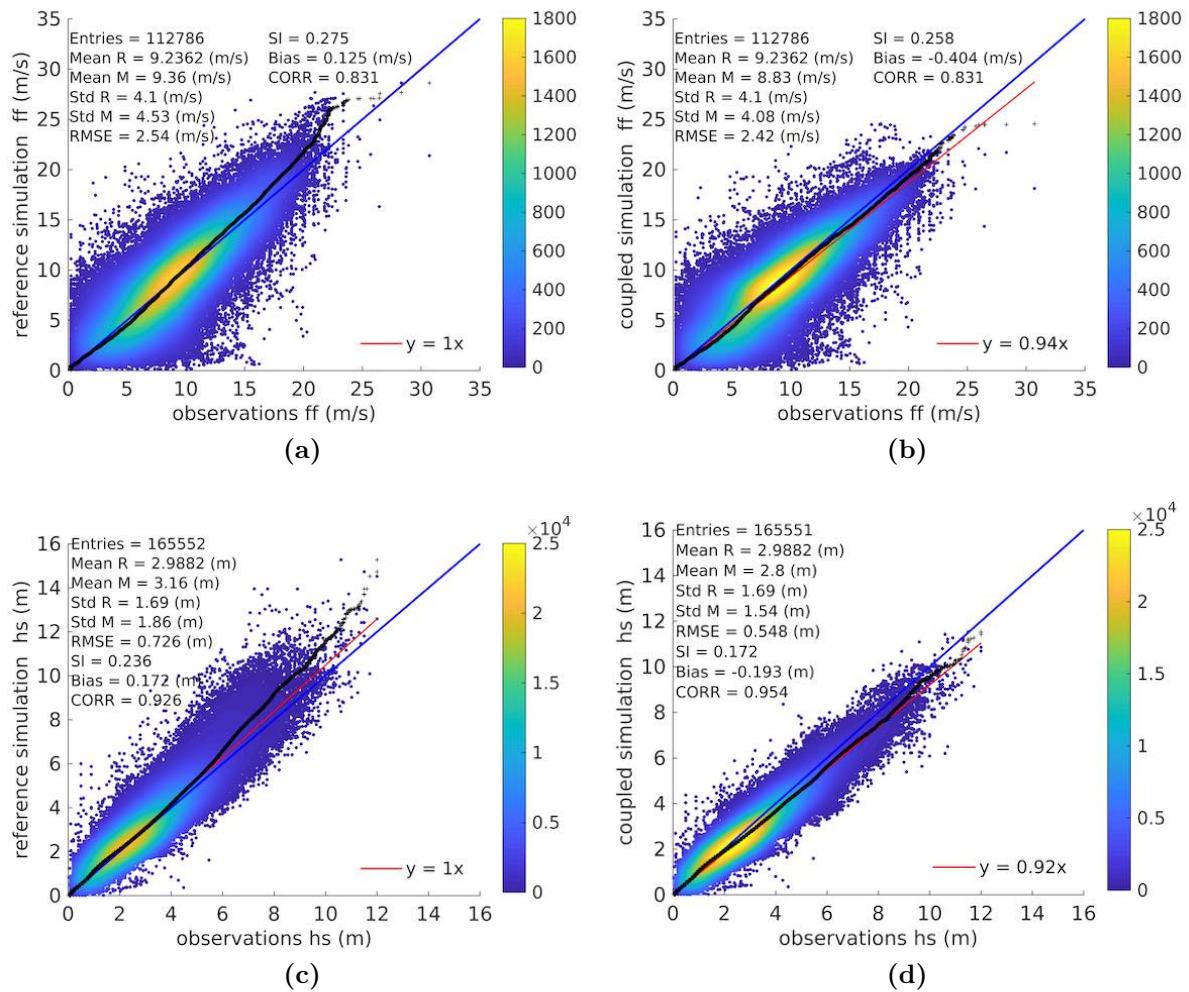 35
30
25
20
15
10
5
0
reference simulation ff (m/s)
Entries = 112786
Mean R = 9.2362 (m/s)
Mean M = 9.36 (m/s)
Std R = 4.1 (m/s)
Std M = 4.53 (m/s)
RMSE = 2.54 (m/s)
SI = 0.275
Bias = 0.125 (m/s)
CORR = 0.831
y = 1x
0 5 10 15 20 25 30 35
observations ff (m/s)
1800
1600
1400
1200
1000
800
600
400
200
0
(a)
35
30
25
20
15
10
5
0
coupled simulation ff (m/s)
Entries = 112786
Mean R = 9.2362 (m/s)
Mean M = 8.83 (m/s)
Std R = 4.1 (m/s)
Std M = 4.08 (m/s)
RMSE = 2.42 (m/s)
SI = 0.258
Bias = -0.404 (m/s)
CORR = 0.831
y = 0.94x
0 5 10 15 20 25 30 35
observations ff (m/s)
1800
1600
1400
1200
1000
800
600
400
200
0
(b)
16
14
12
10
8
6
4
2
0
reference simulation hs (m)
Entries = 165552
Mean R = 2.9882 (m)
Mean M = 3.16 (m)
Std R = 1.69 (m)
Std M = 1.86 (m)
RMSE = 0.726 (m)
SI = 0.236
Bias = 0.172 (m)
CORR = 0.926
y = 1x
0 2 4 6 8 10 12 14 16
observations hs (m)
×10⁴
2.5
2
1.5
1
0.5
0
(c)
16
14
12
10
8
6
4
2
0
coupled simulation hs (m)
Entries = 165551
Mean R = 2.9882 (m)
Mean M = 2.8 (m)
Std R = 1.69 (m)
Std M = 1.54 (m)
RMSE = 0.548 (m)
SI = 0.172
Bias = -0.193 (m)
CORR = 0.954
y = 0.92x
0 2 4 6 8 10 12 14 16
observations hs (m)
×10⁴
2.5
2
1.5
1
0.5
0
(d)